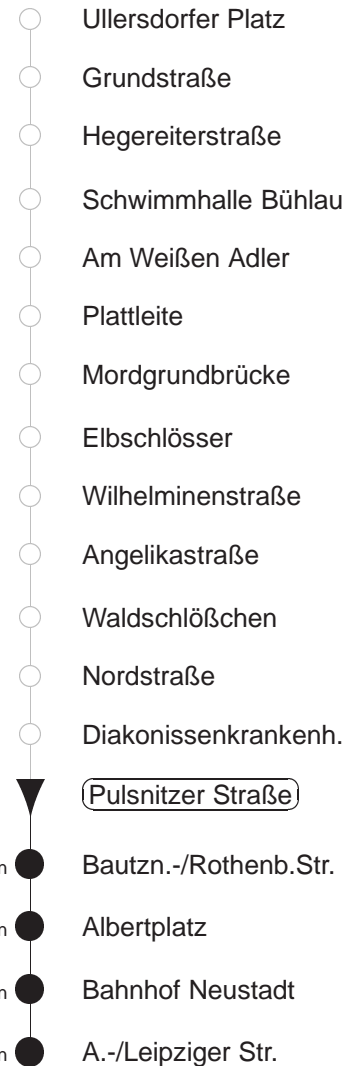 Ullersdorfer Platz
Grundstraße
Hegereiterstraße
Schwimmhalle Bühlau
Am Weißen Adler
Plattleite
Mordgrundbrücke
Elbschlösser
Wilhelminenstraße
Angelikastraße
Waldschlößchen
Nordstraße
Diakonissenkrankenh.
Pulsnitzer Straße
Bautzn.-/Rothenb.Str.
Albertplatz
Bahnhof Neustadt
A.-/Leipziger Str.